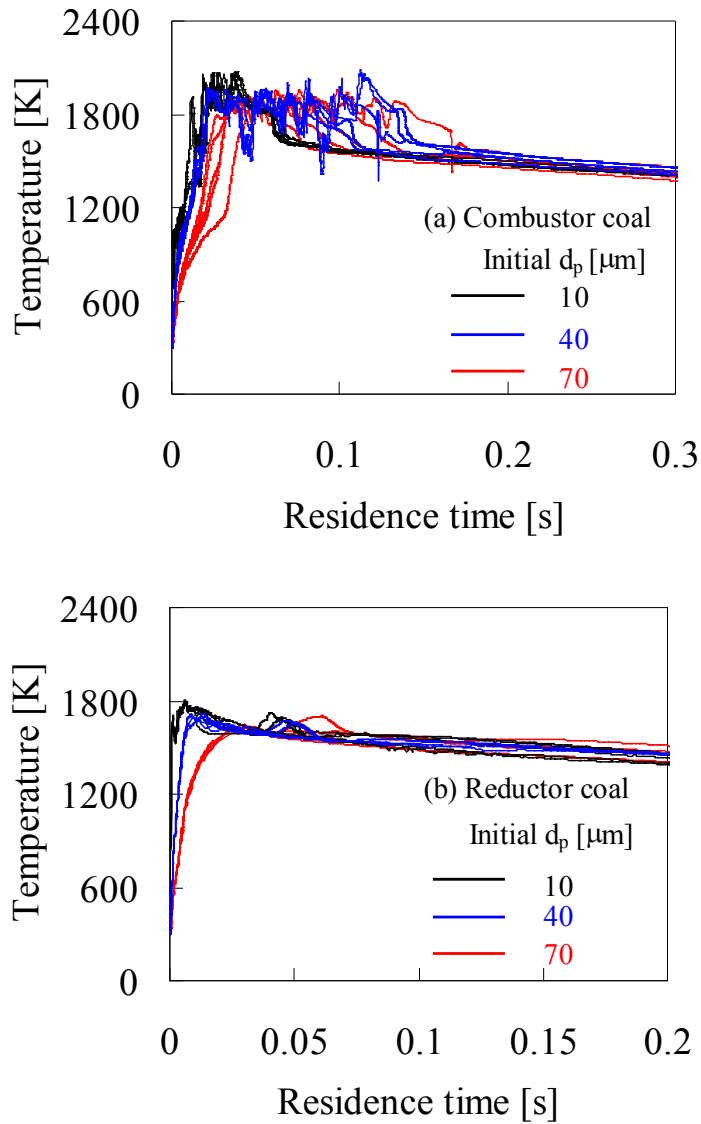 2400
1800
1200
600
0
Temperature [K]
(a) Combustor coal
Initial dₚ [μm]
10
40
70
0 0.1 0.2 0.3
Residence time [s]
2400
1800
1200
600
0
Temperature [K]
(b) Reductor coal
Initial dₚ [μm]
10
40
70
0 0.05 0.1 0.15 0.2
Residence time [s]